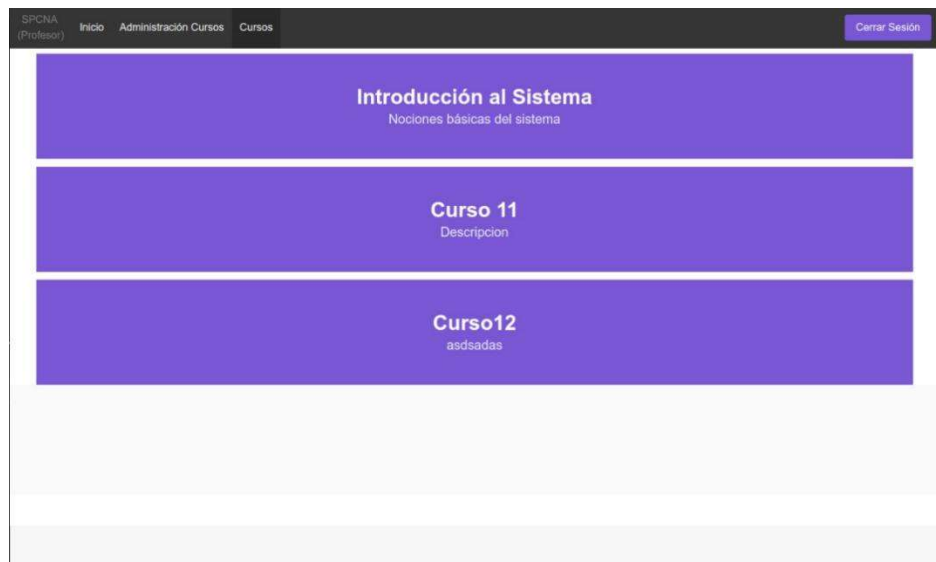 SPCNA
(Profesor)
Inicio
Administración Cursos
Cursos
Cerrar Sesión
Introducción al Sistema
Nociones básicas del sistema
Curso 11
Descripcion
Curso12
asdsadas